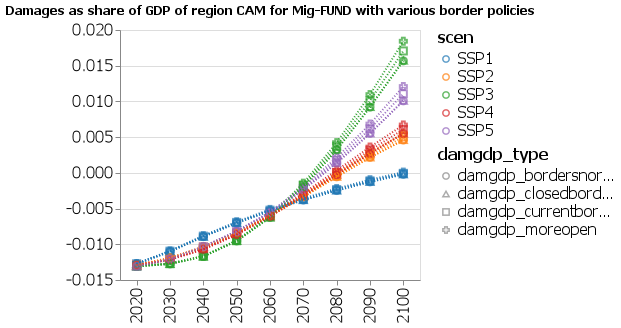 Damages as share of GDP of region CAM for Mig-FUND with various border policies
0.020
0.015
0.010
0.005
0.000
-0.005
-0.010
-0.015
2020 2030 2040 2050 2060 2070 2080 2090 2100
scen
SSP1
SSP2
SSP3
SSP4
SSP5
damgdp_type
damgdp_bordersnor...
damgdp_closedbord...
damgdp_currentbor...
damgdp_moreopen